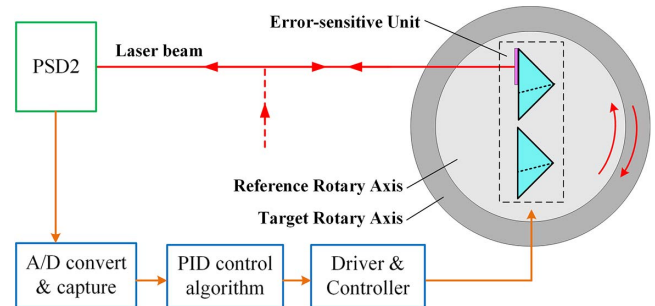 Error-sensitive Unit
Laser beam
PSD2
Reference Rotary Axis
Target Rotary Axis
A/D convert
& capture
PID control
algorithm
Driver &
Controller